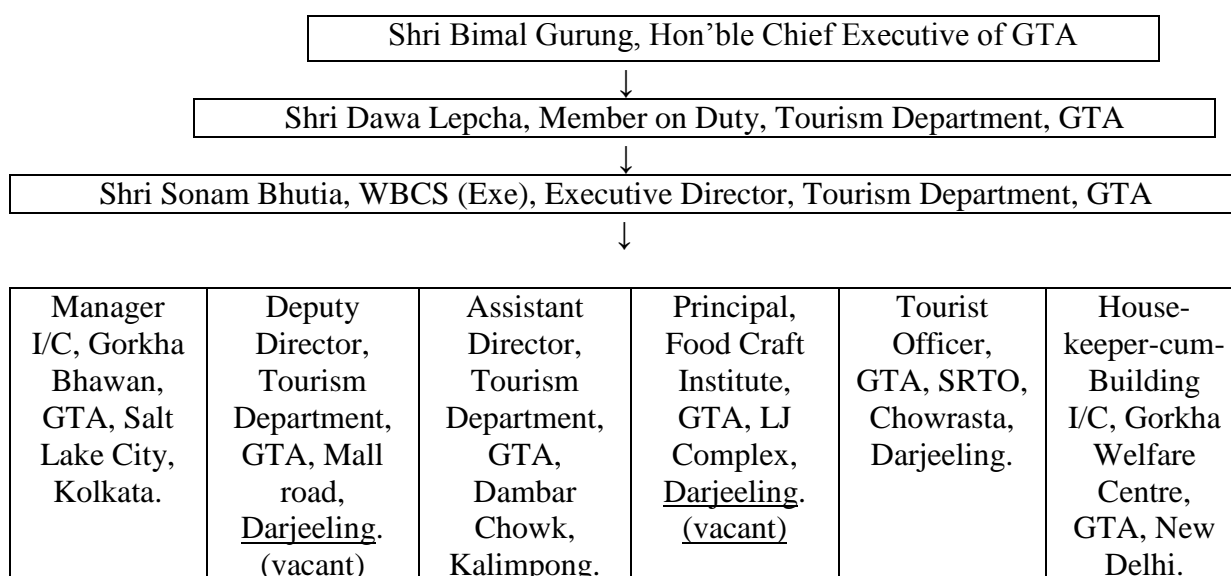 Shri Bimal Gurung, Hon’ble Chief Executive of GTA
↓
Shri Dawa Lepcha, Member on Duty, Tourism Department, GTA
↓
Shri Sonam Bhutia, WBCS (Exe), Executive Director, Tourism Department, GTA
↓
Manager
I/C, Gorkha
Bhawan,
GTA, Salt
Lake City,
Kolkata.
Deputy
Director,
Tourism
Department,
GTA, Mall
road,
Darjeeling.
(vacant)
Assistant
Director,
Tourism
Department,
GTA,
Dambar
Chowk,
Kalimpong.
Principal,
Food Craft
Institute,
GTA, LJ
Complex,
Darjeeling.
(vacant)
Tourist
Officer,
GTA, SRTO,
Chowrasta,
Darjeeling.
House-
keeper-cum-
Building
I/C, Gorkha
Welfare
Centre,
GTA, New
Delhi.